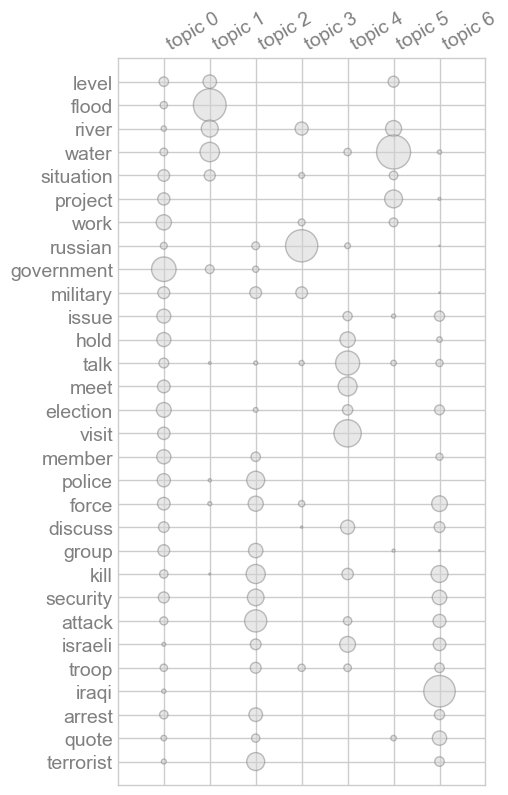 topic 0 topic 1 topic 2 topic 3 topic 4 topic 5 topic 6
level
flood
river
water
situation
project
work
russian
government
military
issue
hold
talk
meet
election
visit
member
police
force
discuss
group
kill
security
attack
israeli
troop
iraqi
arrest
quote
terrorist